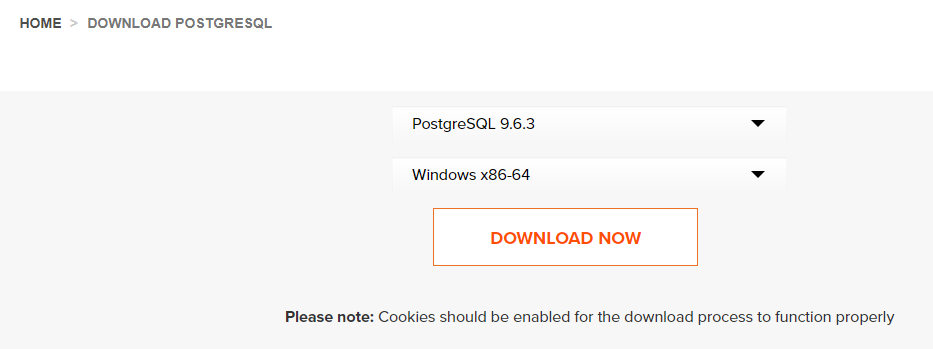 HOME > DOWNLOAD POSTGRESQL
PostgreSQL 9.6.3
Windows x86-64
DOWNLOAD NOW
Please note: Cookies should be enabled for the download process to function properly